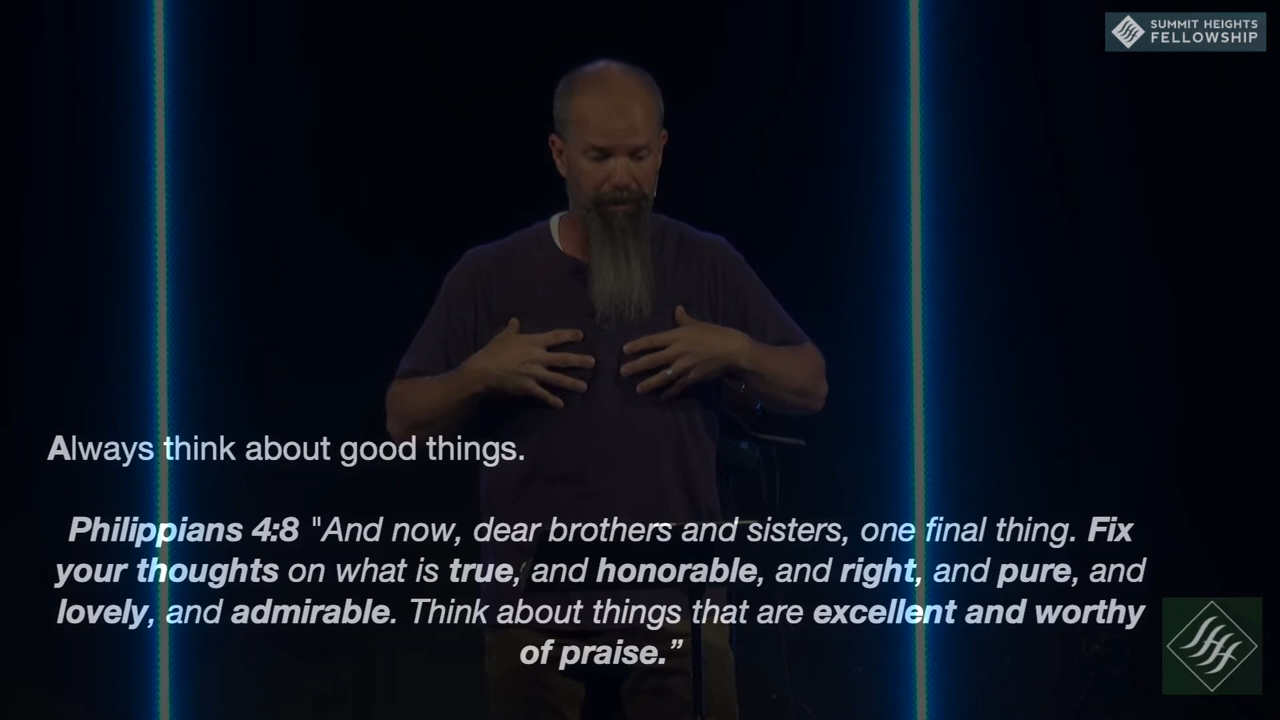 SUMMIT HEIGHTS
FELLOWSHIP
Always think about good things.
Philippians 4:8 "And now, dear brothers and sisters, one final thing. Fix
your thoughts on what is true, and honorable, and right, and pure, and
lovely, and admirable. Think about things that are excellent and worthy
of praise.”